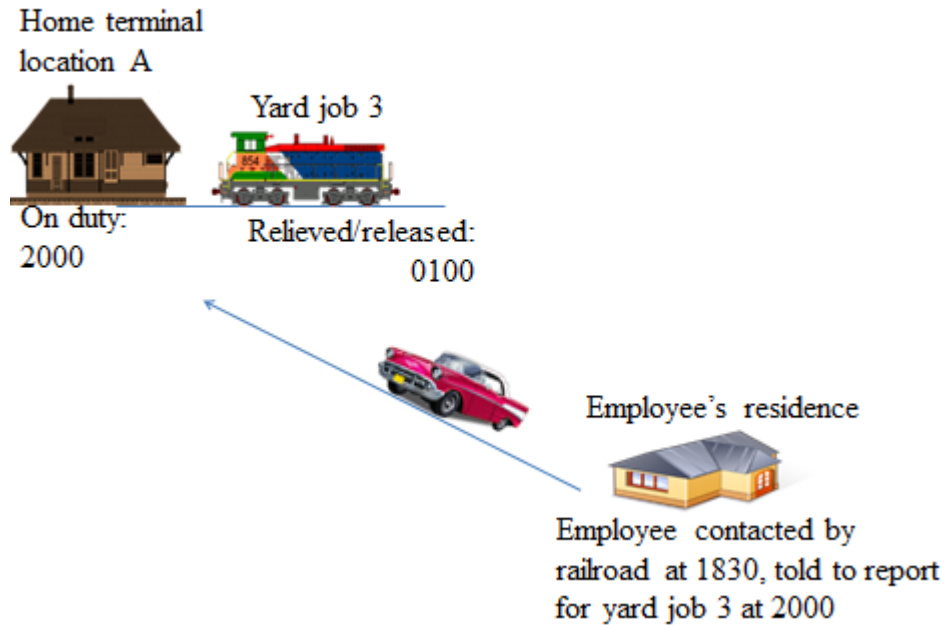 Home terminal
location A
Yard job 3
854
On duty:
2000
Relieved/released:
0100
Employee's residence
Employee contacted by
railroad at 1830, told to report
for yard job 3 at 2000